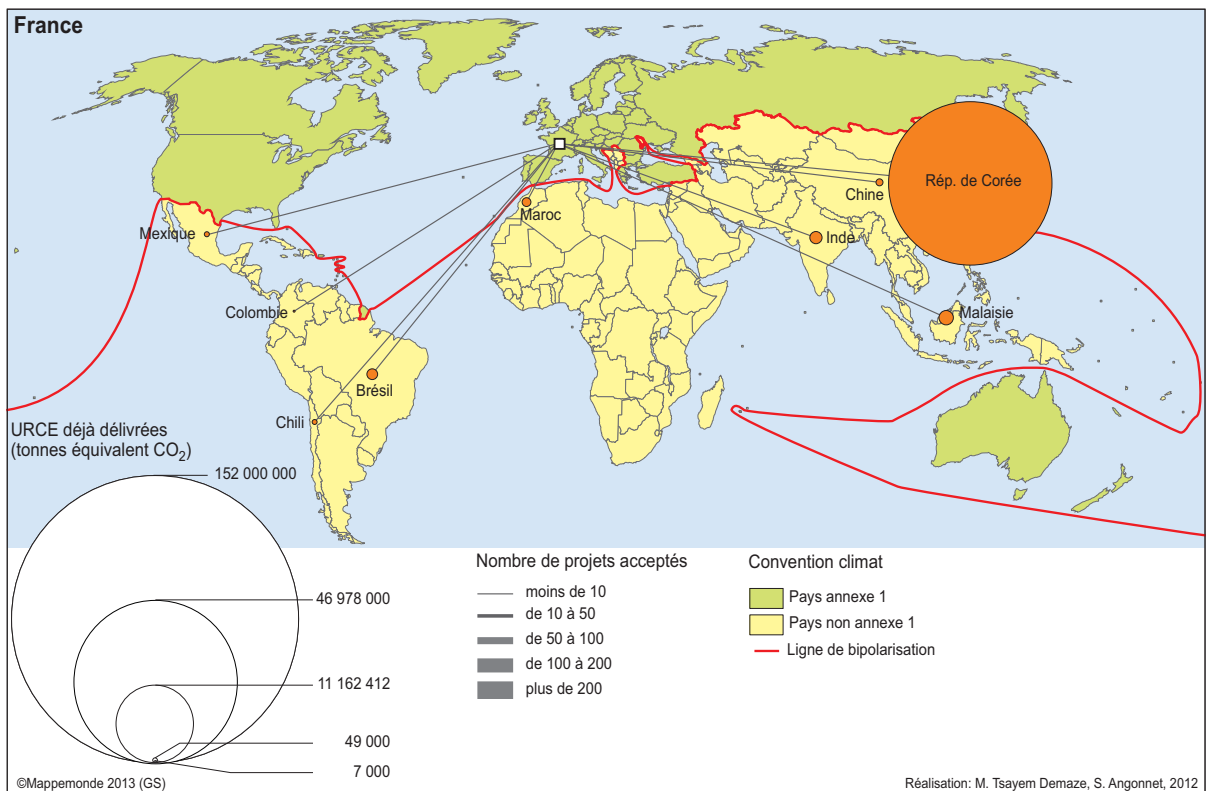 France
Rép. de Corée
Chine
Maroc
Mexique
Inde
Colombie
Malaisie
Brésil
Chili
URCE déjà délivrées
(tonnes équivalent CO₂)
152 000 000
46 978 000
11 162 412
49 000
7 000
Nombre de projets acceptés
moins de 10
de 10 à 50
de 50 à 100
de 100 à 200
plus de 200
Convention climat
Pays annexe 1
Pays non annexe 1
Ligne de bipolarisation
©Mappemonde 2013 (GS)
Réalisation: M. Tsayem Demaze, S. Angonnet, 2012